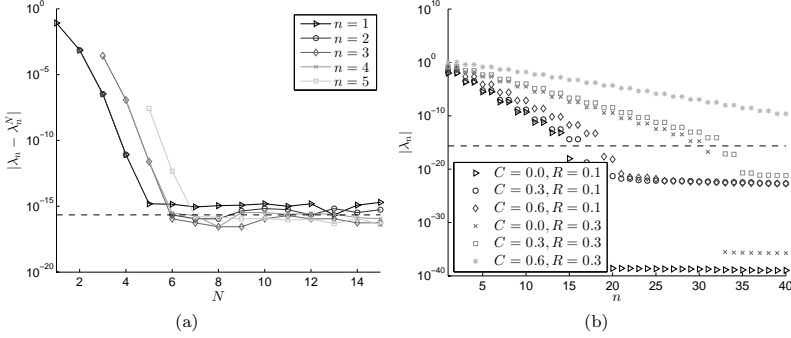 10^0
10^−5
10^−10
10^−15
10^−20
|λ_n − λ_n^N|
2 4 6 8 10 12 14
N
n = 1
n = 2
n = 3
n = 4
n = 5
(a)
10^10
10^0
10^−10
10^−20
10^−30
10^−40
|λ_n|
5 10 15 20 25 30 35 40
n
C = 0.0, R = 0.1
C = 0.3, R = 0.1
C = 0.6, R = 0.1
C = 0.0, R = 0.3
C = 0.3, R = 0.3
C = 0.6, R = 0.3
(b)